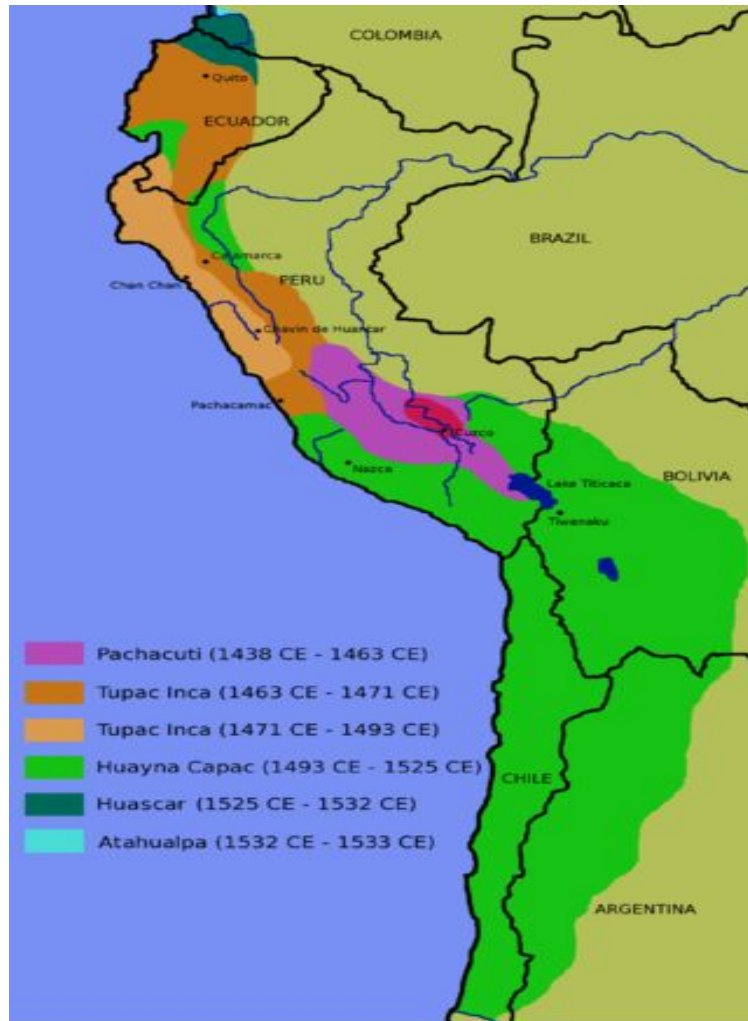 COLOMBIA
Quito
ECUADOR
BRAZIL
Cajamarca
PERU
Chan Chan
Chavin de Huantar
Pachacamac
Cuzco
Nazca
BOLIVIA
Lake Titicaca
Tiwanaku
Pachacuti (1438 CE - 1463 CE)
Tupac Inca (1463 CE - 1471 CE)
Tupac Inca (1471 CE - 1493 CE)
Huayna Capac (1493 CE - 1525 CE)
CHILE
Huascar (1525 CE - 1532 CE)
Atahualpa (1532 CE - 1533 CE)
ARGENTINA